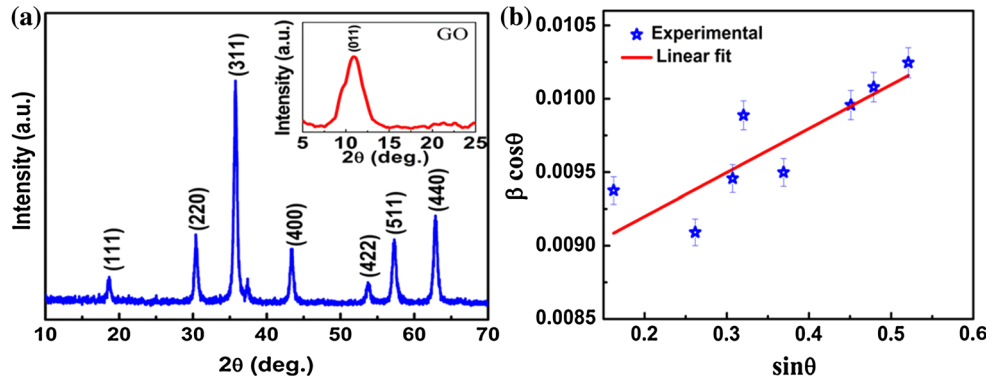 (a)
Intensity (a.u.)
(111)
(220)
(311)
(400)
(422)
(511)
(440)
10 20 30 40 50 60 70
2θ (deg.)
GO
(011)
Intensity (a.u.)
5 10 15 20 25
2θ (deg.)
(b)
Experimental
Linear fit
β cosθ
0.0105
0.0100
0.0095
0.0090
0.0085
0.2 0.3 0.4 0.5 0.6
sinθ